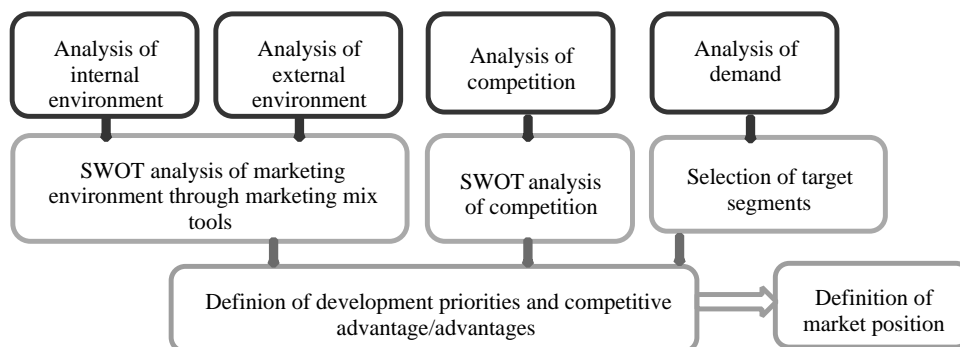 Analysis of
internal
environment
Analysis of
external
environment
Analysis of
competition
Analysis of
demand
SWOT analysis of marketing
environment through marketing mix
tools
SWOT analysis
of competition
Selection of target
segments
Definion of development priorities and competitive
advantage/advantages
Definition of
market position